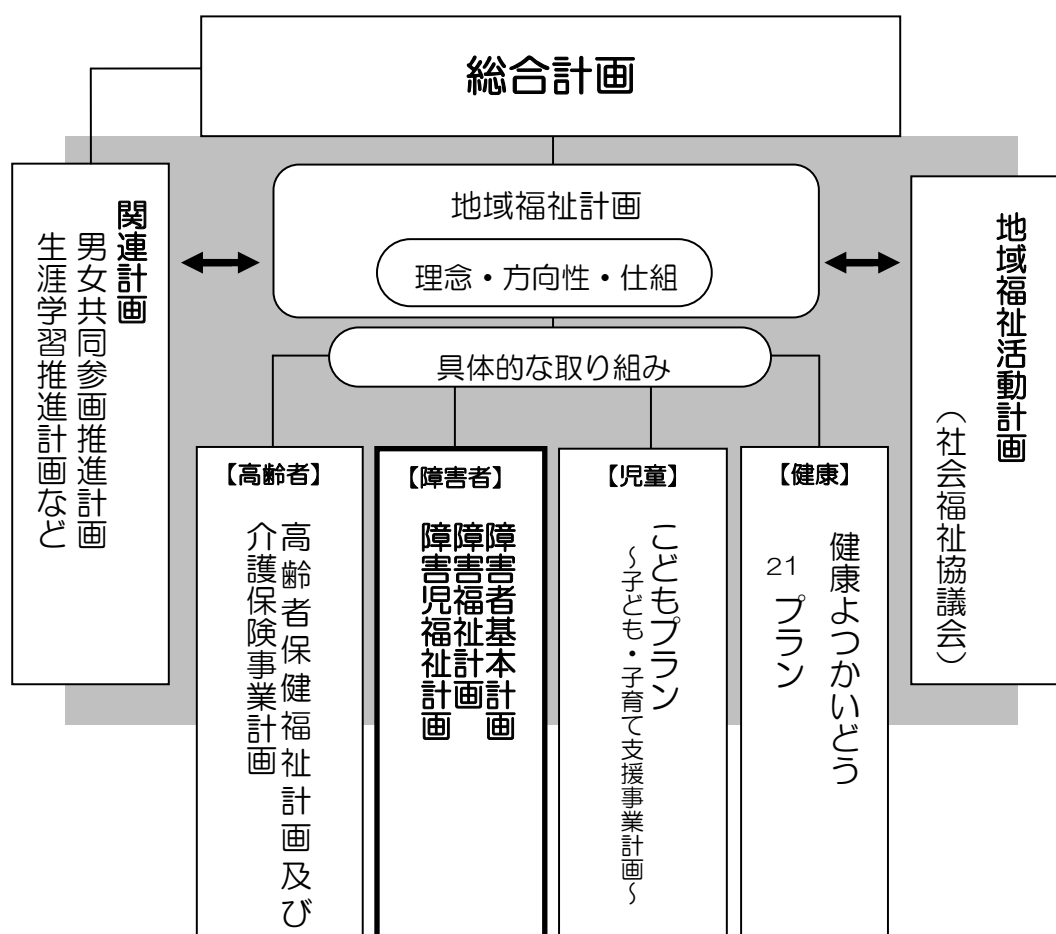 総合計画
関連計画
男女共同参画推進計画
生涯学習推進計画など
地域福祉計画
理念・方向性・仕組
具体的な取り組み
地域福祉活動計画
（社会福祉協議会）
【高齢者】
高齢者保健福祉計画及び
介護保険事業計画
【障害者】
障害者基本計画
障害福祉計画
障害児福祉計画
【児童】
こどもプラン
～子ども・子育て支援事業計画～
【健康】
健康よつかいどう
21プラン